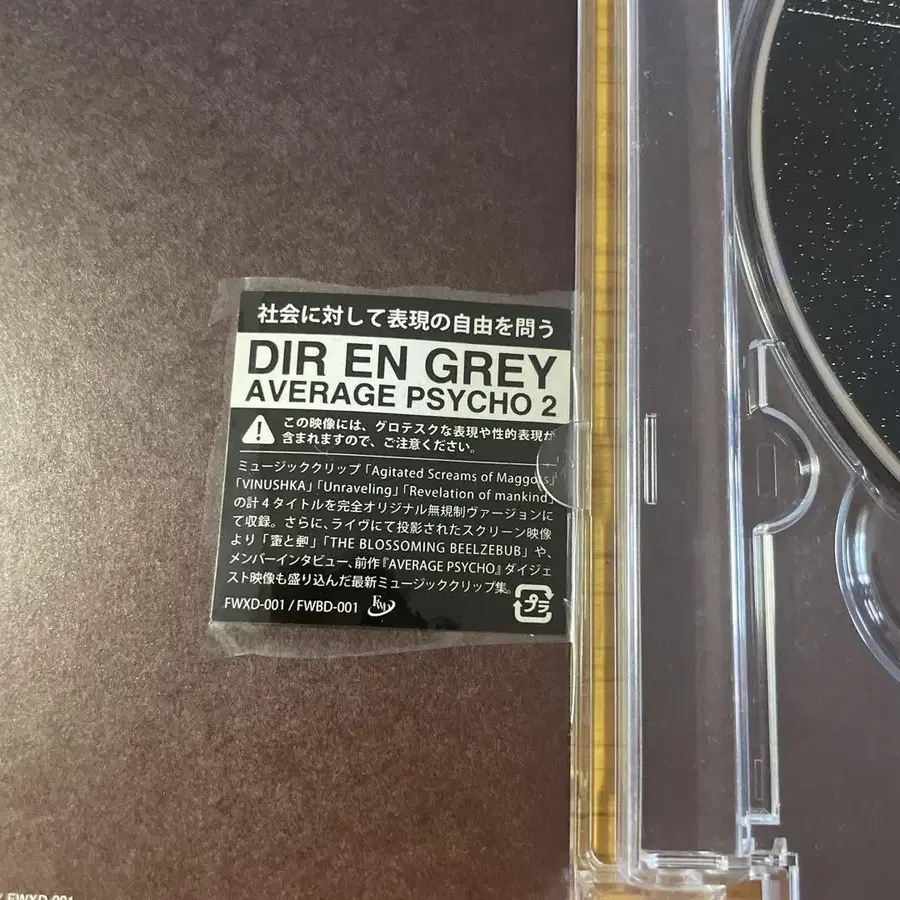 社会に対して表現の自由を問う
DIR EN GREY
AVERAGE PSYCHO 2
この映像には、グロテスクな表現や性的表現が
含まれますので、ご注意ください。
ミュージッククリップ「Agitated Screams of Maggots」
「VINUSHKA」「Unraveling」「Revelation of mankind」
の計4タイトルを完全オリジナル無規制ヴァージョンに
て収録。さらに、ライヴにて投影されたスクリーン映像
より「蜜と唾」「THE BLOSSOMING BEELZEBUB」や、
メンバーインタビュー、前作『AVERAGE PSYCHO』ダイジェ
スト映像も盛り込んだ最新ミュージッククリップ集。
FWXD-001 / FWBD-001
プラ
FWXD-001